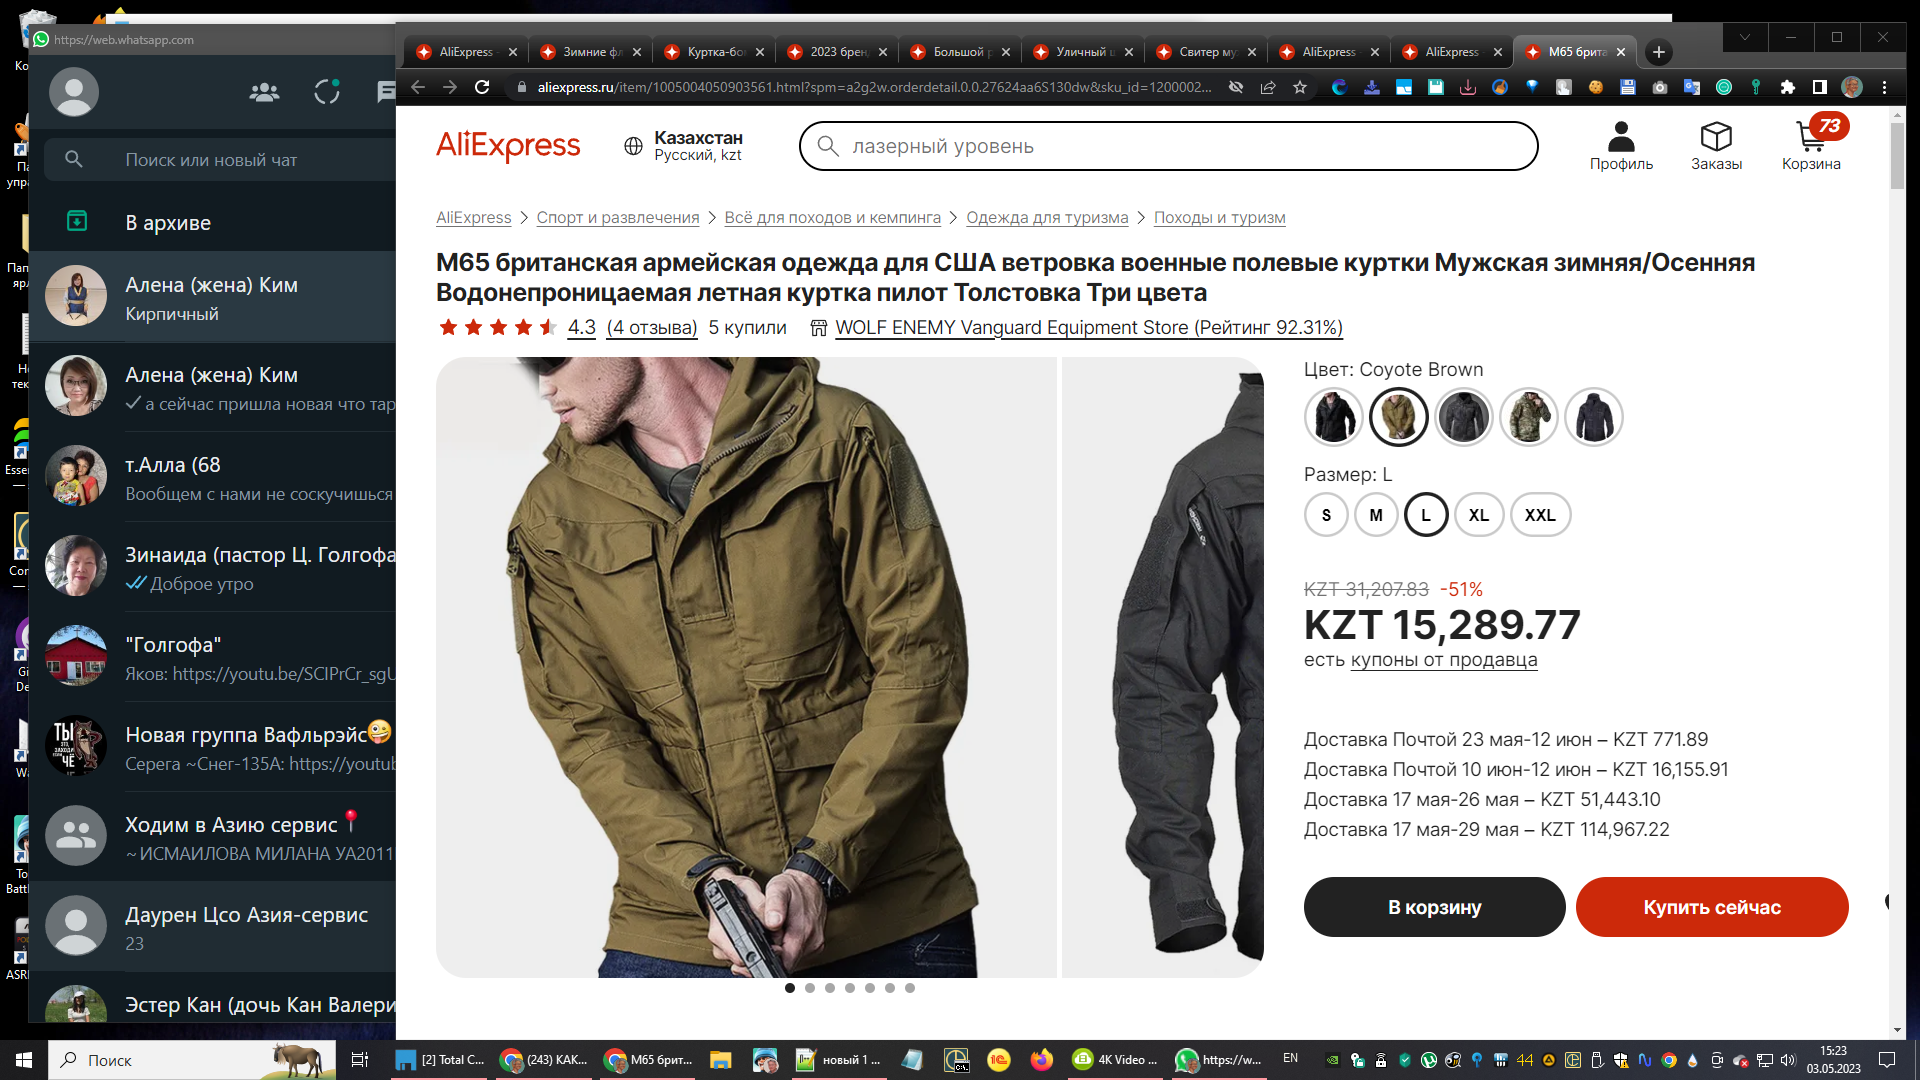 https://web.whatsapp.com
Поиск или новый чат
В архиве
Алена (жена) Ким
Кирпичный
Алена (жена) Ким
а сейчас пришла новая что тар
т.Алла (68
Вообщем с нами не соскучишься
Зинаида (пастор Ц. Голгофа
Доброе утро
"Голгофа"
Яков: https://youtu.be/SCIPrCr_sgU
Новая группа Вафльрэйс
Серега ~Снег-135А: https://youtub
Ходим в Азию сервис
~ ИСМАИЛОВА МИЛАНА УА2011
Даурен Цсо Азия-сервис
23
Эстер Кан (дочь Кан Валери
AliExpress
Зимние ф
Куртка-бо
2023 брен
Большой р
Уличный ш
Свитер му
AliExpress
AliExpress
М65 брита
aliexpress.ru/item/1005004050903561.html?spm=a2g2w.orderdetail.0.0.27624aa6S130dw&sku_id=1200002...
AliExpress
Казахстан
Русский, kzt
лазерный уровень
Профиль
Заказы
73
Корзина
AliExpress > Спорт и развлечения > Всё для походов и кемпинга > Одежда для туризма > Походы и туризм
М65 британская армейская одежда для США ветровка военные полевые куртки Мужская зимняя/Осенняя
Водонепроницаемая летная куртка пилот Толстовка Три цвета
4.3 (4 отзыва) 5 купили WOLF ENEMY Vanguard Equipment Store (Рейтинг 92.31%)
Цвет: Coyote Brown
Размер: L
S M L XL XXL
KZT 31,207.83 -51%
KZT 15,289.77
есть купоны от продавца
Доставка Почтой 23 мая-12 июн – KZT 771.89
Доставка Почтой 10 июн-12 июн – KZT 16,155.91
Доставка 17 мая-26 мая – KZT 51,443.10
Доставка 17 мая-29 мая – KZT 114,967.22
В корзину
Купить сейчас
Поиск
[2] Total C...
(243) КАК...
М65 брит...
новый 1 ...
4K Video ...
https://w...
EN
44
15:23
03.05.2023